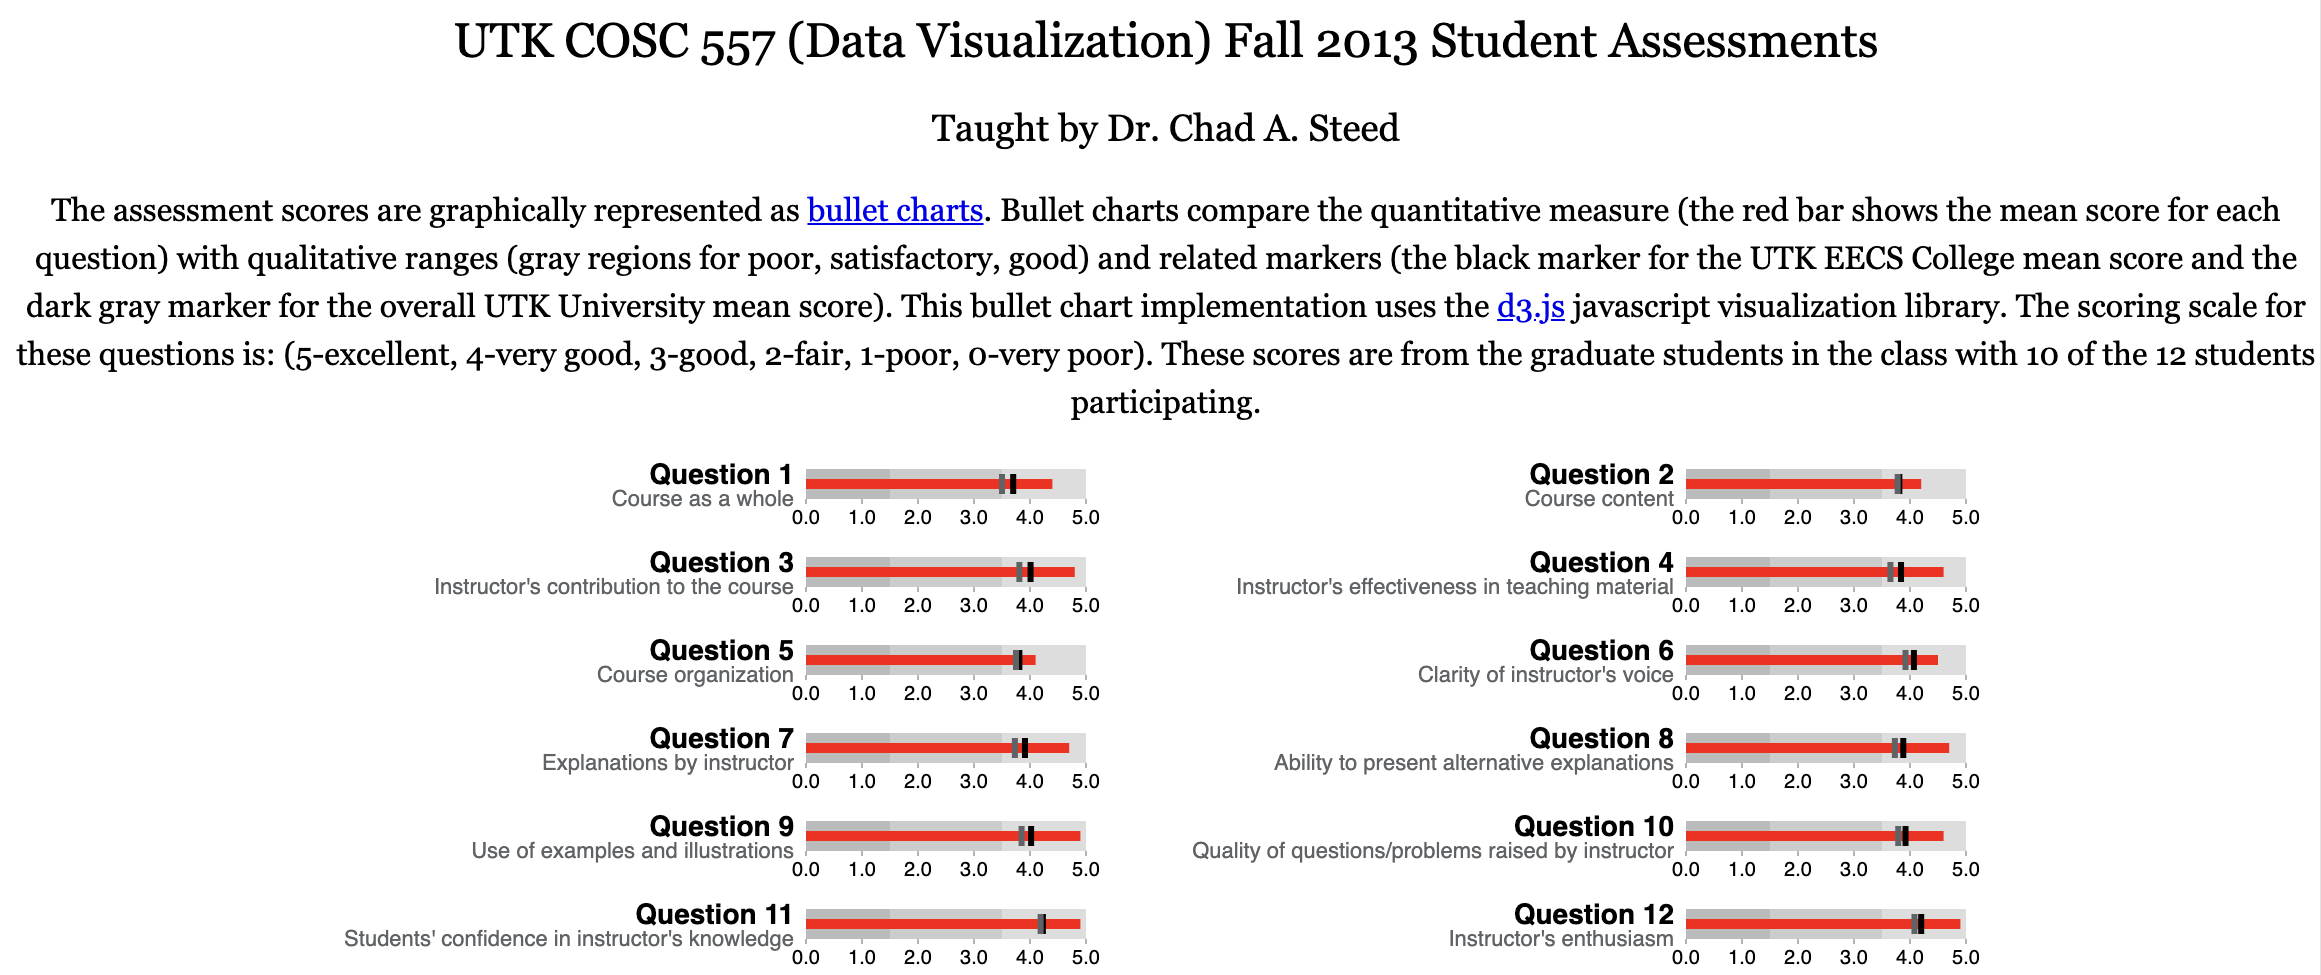 UTK COSC 557 (Data Visualization) Fall 2013 Student Assessments
Taught by Dr. Chad A. Steed
The assessment scores are graphically represented as bullet charts. Bullet charts compare the quantitative measure (the red bar shows the mean score for each
question) with qualitative ranges (gray regions for poor, satisfactory, good) and related markers (the black marker for the UTK EECS College mean score and the
dark gray marker for the overall UTK University mean score). This bullet chart implementation uses the d3.js javascript visualization library. The scoring scale for
these questions is: (5-excellent, 4-very good, 3-good, 2-fair, 1-poor, 0-very poor). These scores are from the graduate students in the class with 10 of the 12 students
participating.
Question 1
Course as a whole
0.0 1.0 2.0 3.0 4.0 5.0
Question 2
Course content
0.0 1.0 2.0 3.0 4.0 5.0
Question 3
Instructor's contribution to the course
0.0 1.0 2.0 3.0 4.0 5.0
Question 4
Instructor's effectiveness in teaching material
0.0 1.0 2.0 3.0 4.0 5.0
Question 5
Course organization
0.0 1.0 2.0 3.0 4.0 5.0
Question 6
Clarity of instructor's voice
0.0 1.0 2.0 3.0 4.0 5.0
Question 7
Explanations by instructor
0.0 1.0 2.0 3.0 4.0 5.0
Question 8
Ability to present alternative explanations
0.0 1.0 2.0 3.0 4.0 5.0
Question 9
Use of examples and illustrations
0.0 1.0 2.0 3.0 4.0 5.0
Question 10
Quality of questions/problems raised by instructor
0.0 1.0 2.0 3.0 4.0 5.0
Question 11
Students' confidence in instructor's knowledge
0.0 1.0 2.0 3.0 4.0 5.0
Question 12
Instructor's enthusiasm
0.0 1.0 2.0 3.0 4.0 5.0